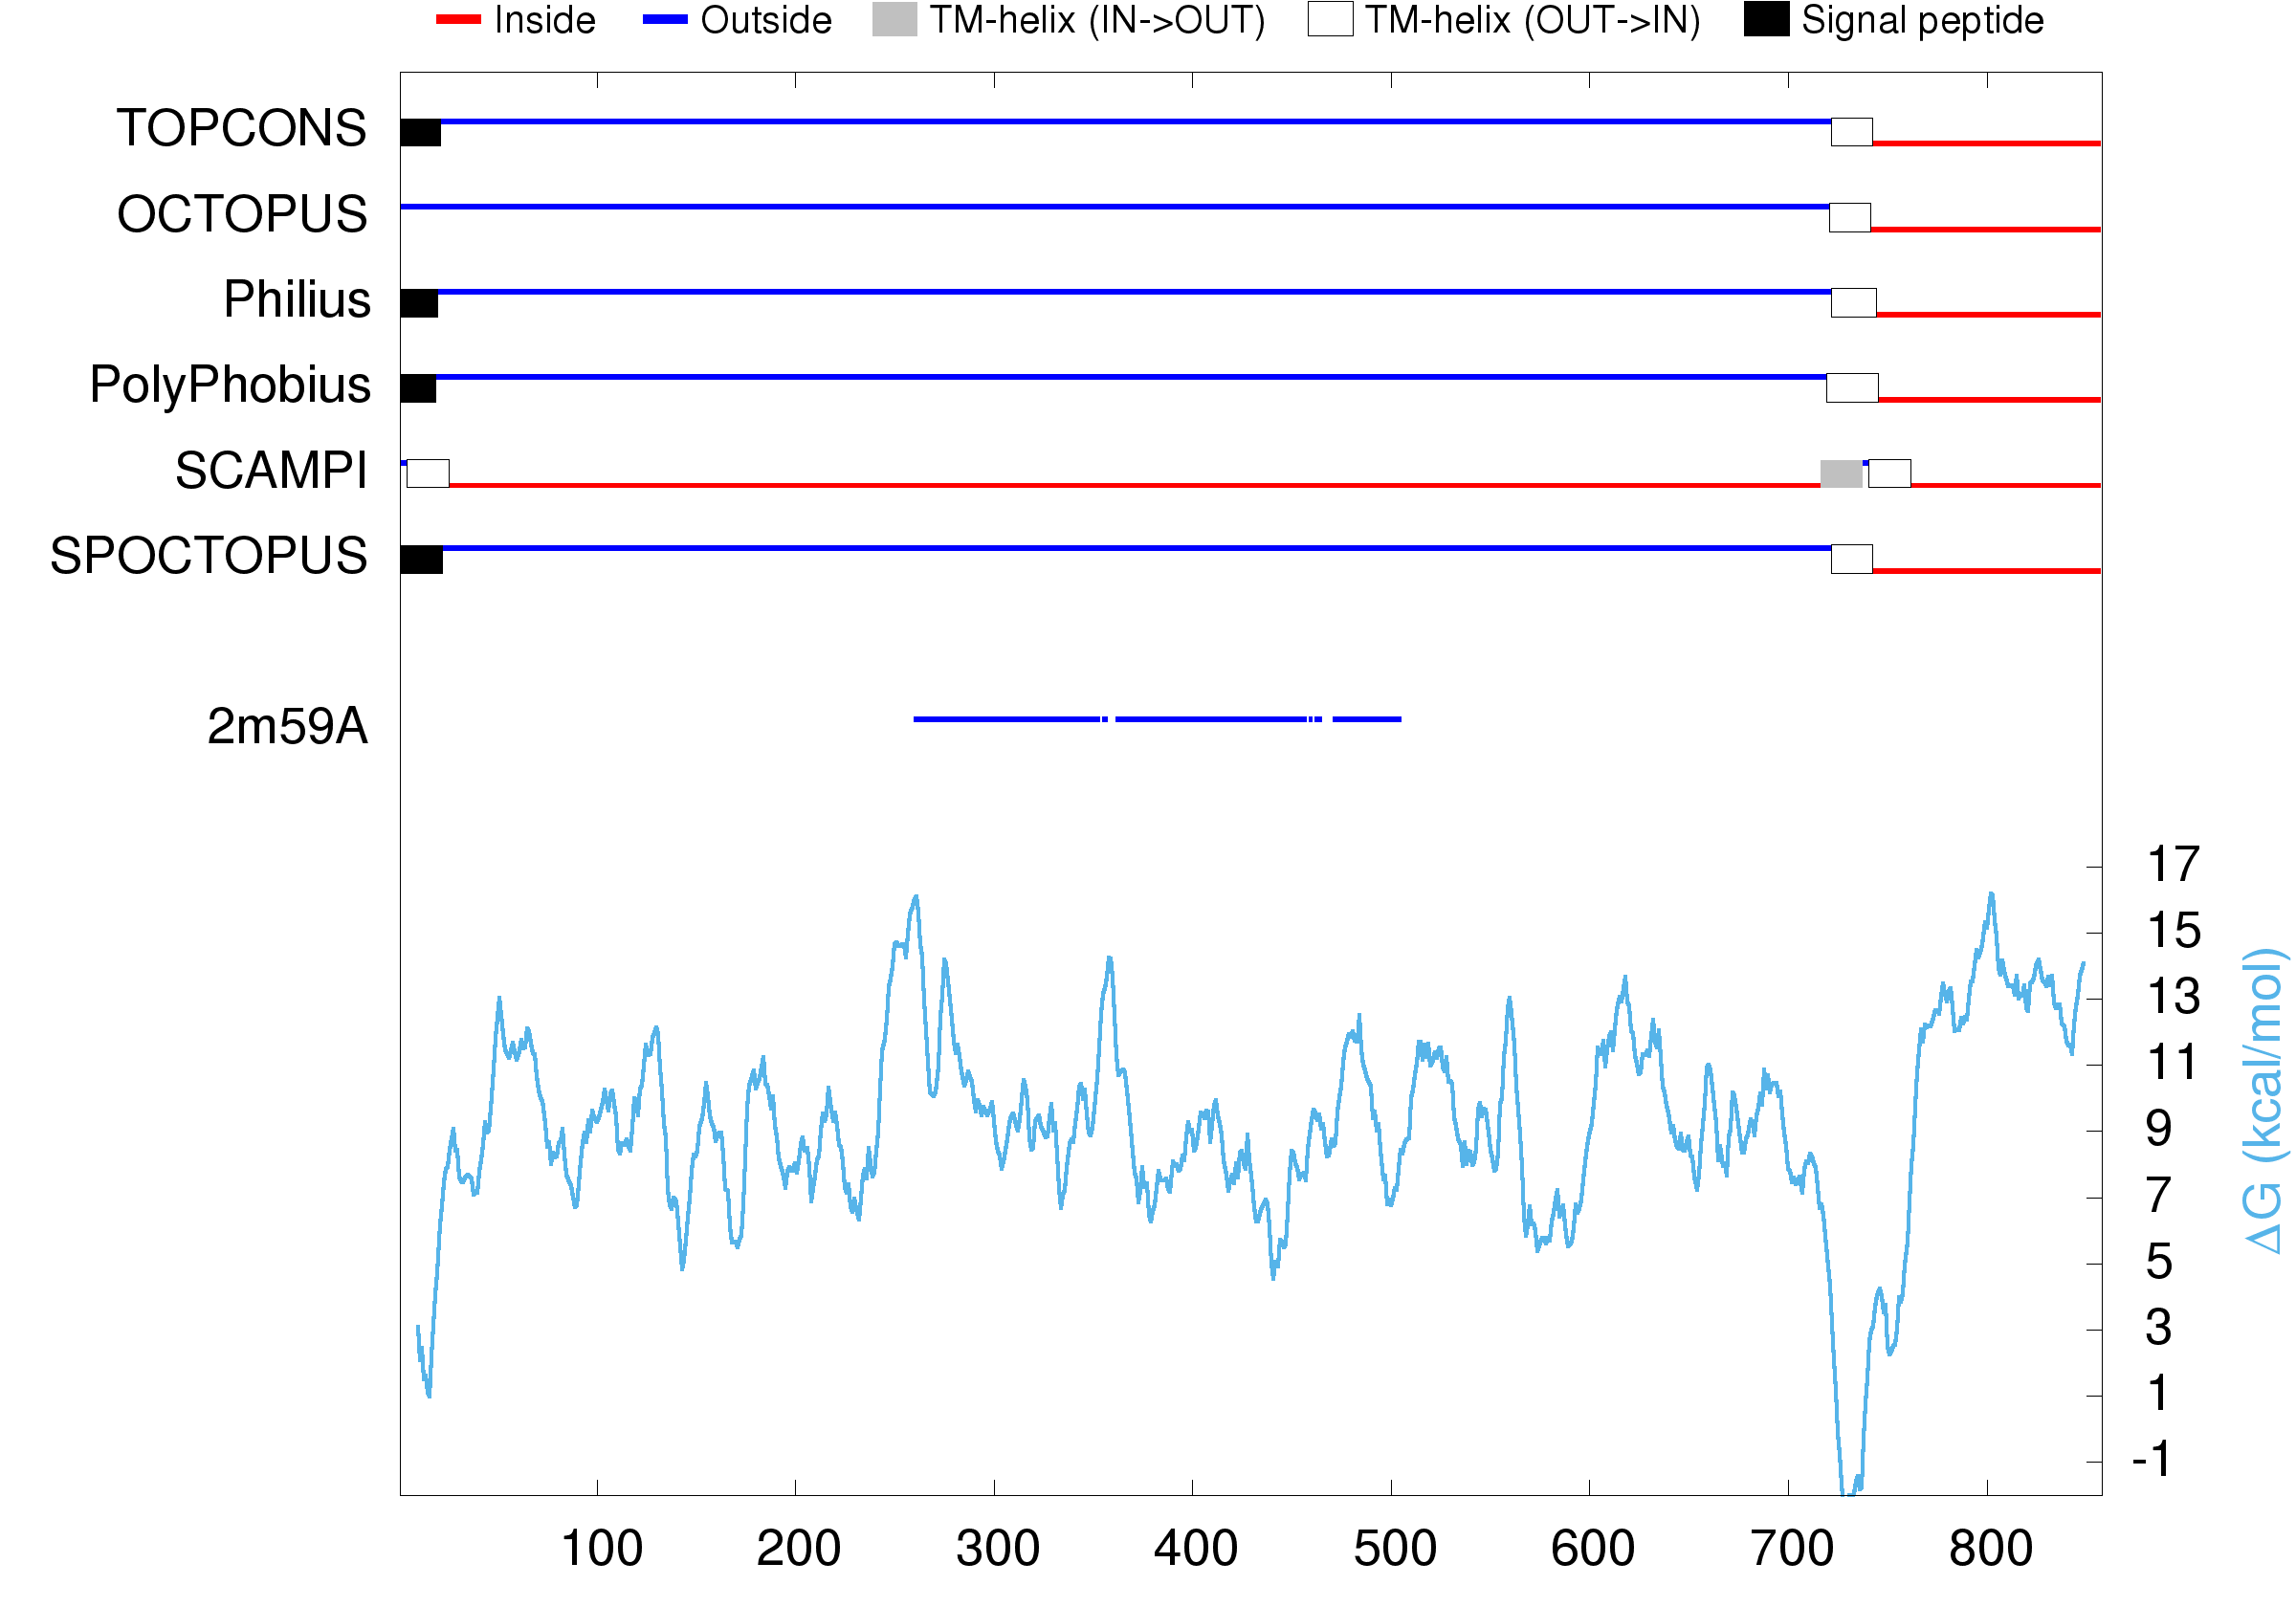 Inside Outside TM-helix (IN->OUT) TM-helix (OUT->IN) Signal peptide
TOPCONS
OCTOPUS
Philius
PolyPhobius
SCAMPI
SPOCTOPUS
2m59A
17
15
13
11
9
7
5
3
1
-1
ΔG (kcal/mol)
100 200 300 400 500 600 700 800